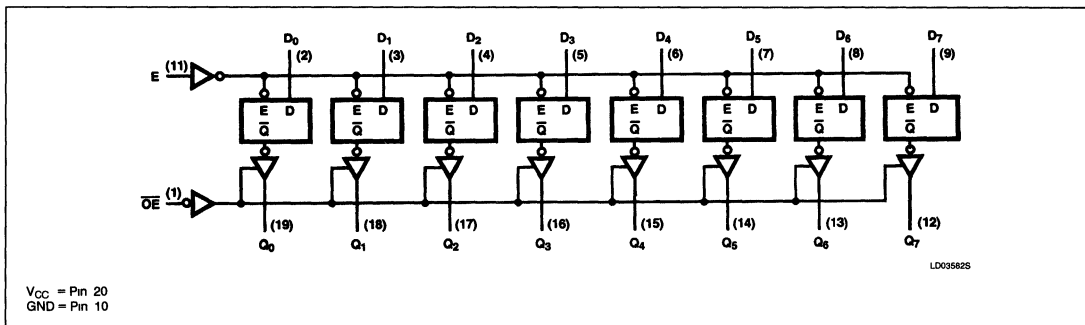 D0 D1 D2 D3 D4 D5 D6 D7
(2) (3) (4) (5) (6) (7) (8) (9)
E (11)
E D E D E D E D E D E D E D E D
Q̅ Q̅ Q̅ Q̅ Q̅ Q̅ Q̅ Q̅
O̅E̅ (1)
(19) (18) (17) (16) (15) (14) (13) (12)
Q0 Q1 Q2 Q3 Q4 Q5 Q6 Q7
LD03582S
VCC = Pin 20
GND = Pin 10